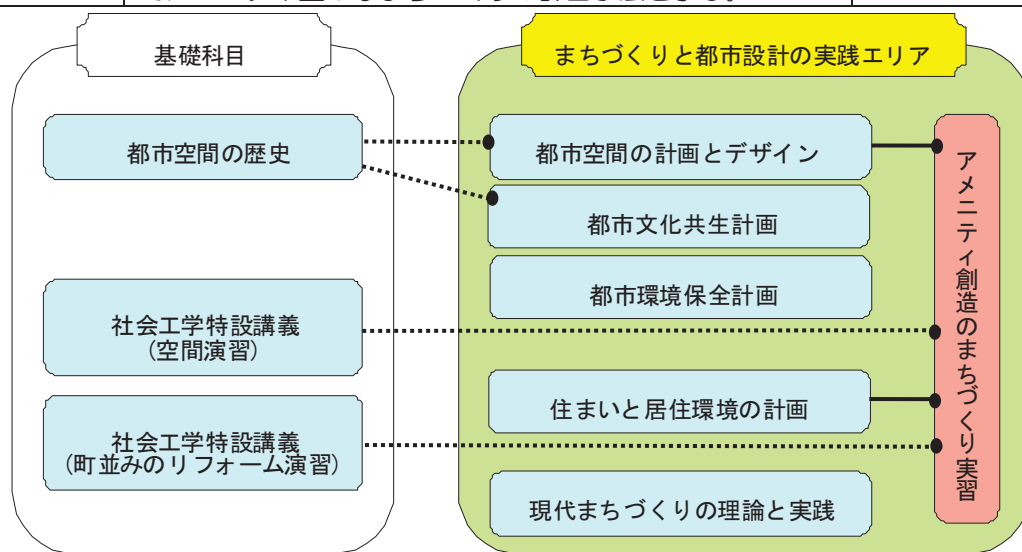 基礎科目
まちづくりと都市設計の実践エリア
都市空間の歴史
都市空間の計画とデザイン
都市文化共生計画
都市環境保全計画
社会工学特設講義
(空間演習)
住まいと居住環境の計画
社会工学特設講義
(町並みのリフォーム演習)
現代まちづくりの理論と実践
アメニティ創造のまちづくり実習